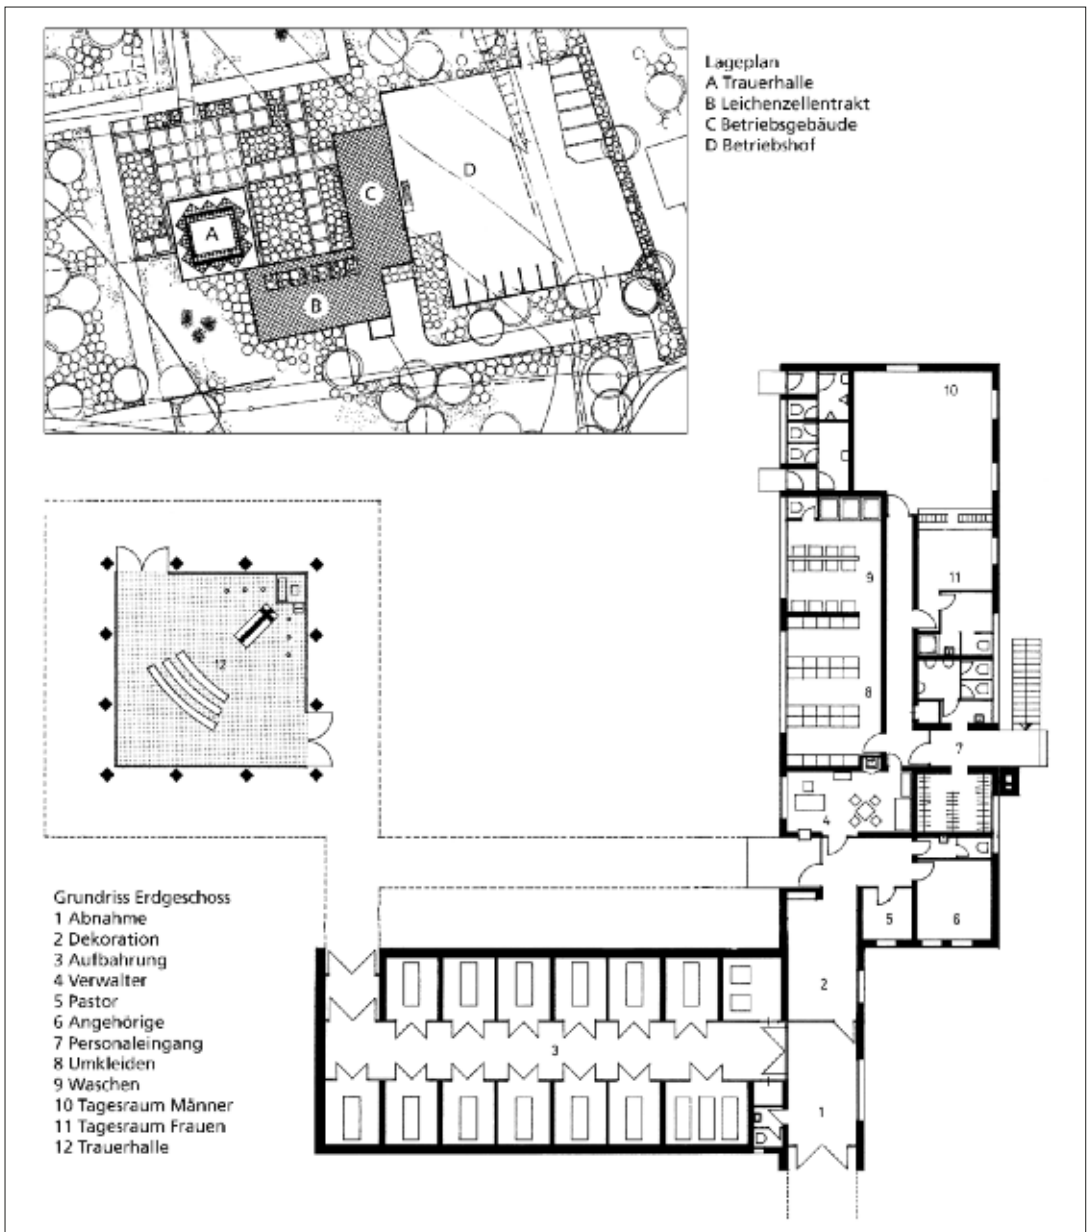 Lageplan
A Trauerhalle
B Leichenzellentrakt
C Betriebsgebäude
D Betriebshof
A
B
C
D
10
11
9
8
7
12
4
5
6
2
3
1
Grundriss Erdgeschoss
1 Abnahme
2 Dekoration
3 Aufbahrung
4 Verwalter
5 Pastor
6 Angehörige
7 Personaleingang
8 Umkleiden
9 Waschen
10 Tagesraum Männer
11 Tagesraum Frauen
12 Trauerhalle